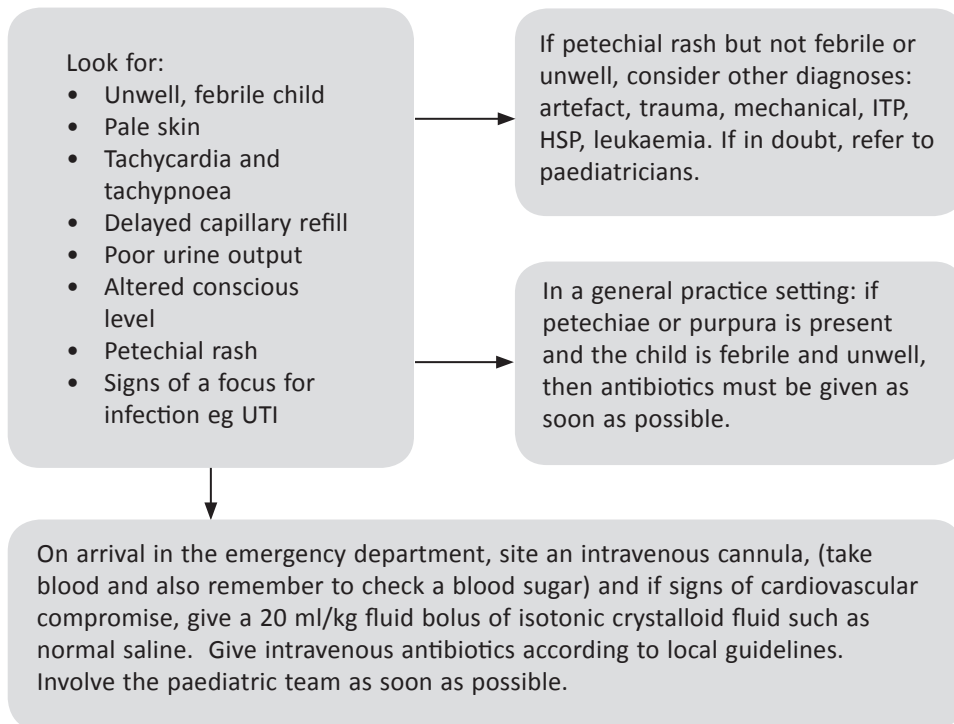 Look for:
• Unwell, febrile child
• Pale skin
• Tachycardia and
tachypnoea
• Delayed capillary refill
• Poor urine output
• Altered conscious
level
• Petechial rash
• Signs of a focus for
infection eg UTI
If petechial rash but not febrile or
unwell, consider other diagnoses:
artefact, trauma, mechanical, ITP,
HSP, leukaemia. If in doubt, refer to
paediatricians.
In a general practice setting: if
petechiae or purpura is present
and the child is febrile and unwell,
then antibiotics must be given as
soon as possible.
On arrival in the emergency department, site an intravenous cannula, (take
blood and also remember to check a blood sugar) and if signs of cardiovascular
compromise, give a 20 ml/kg fluid bolus of isotonic crystalloid fluid such as
normal saline.  Give intravenous antibiotics according to local guidelines.
Involve the paediatric team as soon as possible.